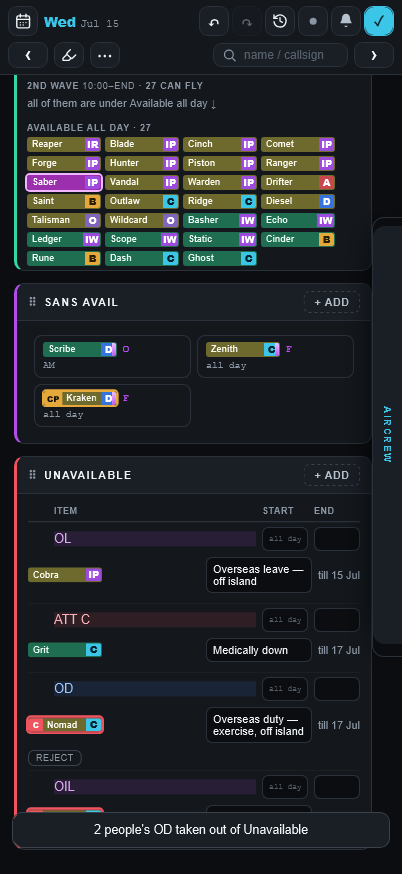 Wed Jul 15
name / callsign
2ND WAVE 10:00–END · 27 CAN FLY
all of them are under Available all day ↓
AVAILABLE ALL DAY · 27
Reaper IR Blade IP Cinch IP Comet IP
Forge IP Hunter IP Piston IP Ranger IP
Saber IP Vandal IP Warden IP Drifter A
Saint B Outlaw C Ridge C Diesel D
Talisman O Wildcard O Basher IW Echo IW
Ledger IW Scope IW Static IW Cinder B
Rune B Dash C Ghost C
SANS AVAIL + ADD
Scribe D O Zenith C F
AM all day
CP Kraken D F
all day
AIRCREW
UNAVAILABLE + ADD
ITEM START END
OL all day
Cobra IP Overseas leave — off island till 15 Jul
ATT C all day
Grit C Medically down till 17 Jul
OD all day
C Nomad C Overseas duty — exercise, off island till 17 Jul
REJECT
OIL all day
2 people's OD taken out of Unavailable